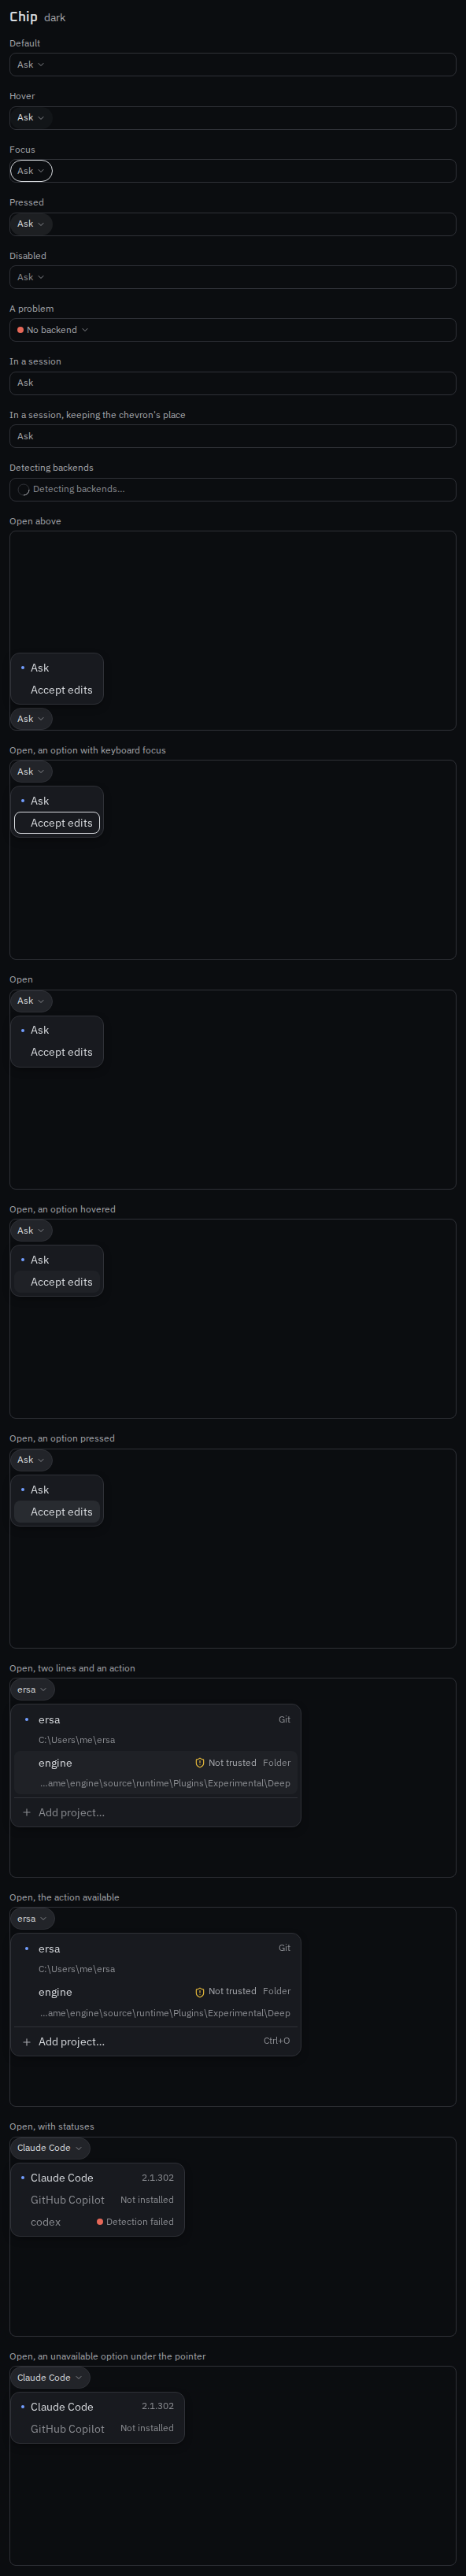 Chip dark
Default
Ask
Hover
Ask
Focus
Ask
Pressed
Ask
Disabled
Ask
A problem
No backend
In a session
Ask
In a session, keeping the chevron's place
Ask
Detecting backends
Detecting backends...
Open above
Ask
Accept edits
Ask
Open, an option with keyboard focus
Ask
Ask
Accept edits
Open
Ask
Ask
Accept edits
Open, an option hovered
Ask
Ask
Accept edits
Open, an option pressed
Ask
Ask
Accept edits
Open, two lines and an action
ersa
ersa Git
C:\Users\me\ersa
engine Not trusted Folder
...ame\engine\source\runtime\Plugins\Experimental\Deep
Add project...
Open, the action available
ersa
ersa Git
C:\Users\me\ersa
engine Not trusted Folder
...ame\engine\source\runtime\Plugins\Experimental\Deep
Add project... Ctrl+O
Open, with statuses
Claude Code
Claude Code 2.1.302
GitHub Copilot Not installed
codex Detection failed
Open, an unavailable option under the pointer
Claude Code
Claude Code 2.1.302
GitHub Copilot Not installed